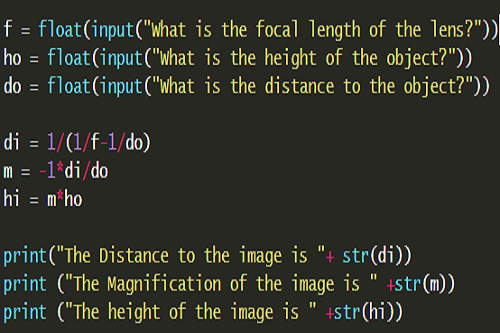 f = float(input("What is the focal length of the lens?"))
ho = float(input("What is the height of the object?"))
do = float(input("What is the distance to the object?"))
di = 1/(1/f-1/do)
m = -1*di/do
hi = m*ho
print("The Distance to the image is "+ str(di))
print ("The Magnification of the image is " +str(m))
print ("The height of the image is " +str(hi))